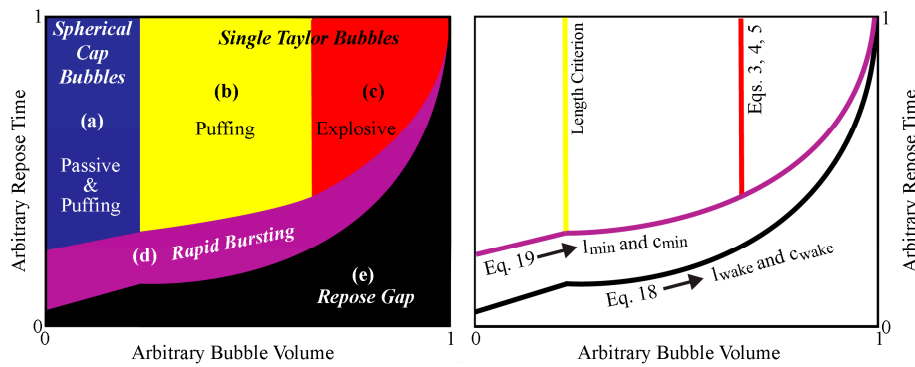 1
Spherical
Cap
Bubbles
Single Taylor Bubbles
(a)
(b)
(c)
Puffing
Explosive
Passive
&
Puffing
(d) Rapid Bursting
(e)
Repose Gap
Arbitrary Repose Time
0
0
1
Arbitrary Bubble Volume
Length Criterion
Eqs. 3, 4, 5
Eq. 19 lmin and cmin
Eq. 18 lwake and cwake
1
Arbitrary Repose Time
0
0
1
Arbitrary Bubble Volume